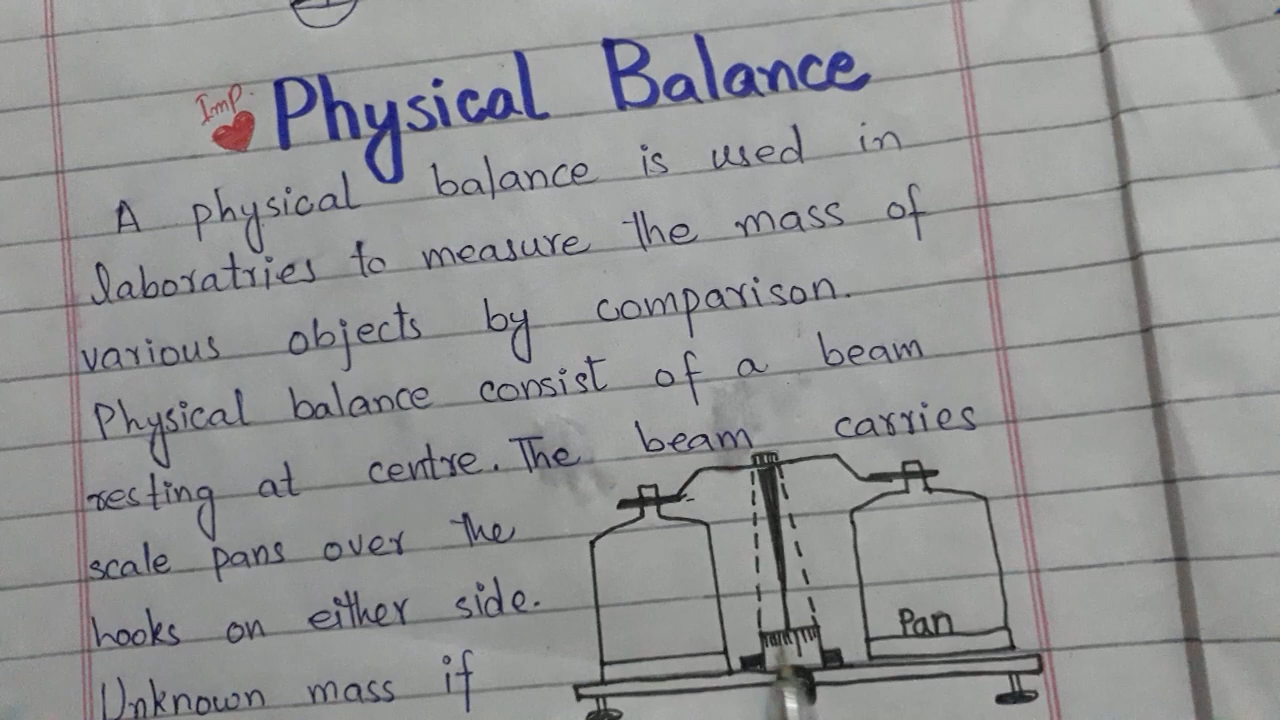 Imp.
Physical Balance
A physical balance is used in
laboratries to measure the mass of
various objects by comparison.
Physical balance consist of a beam
resting at centre. The beam carries
scale pans over the
hooks on either side.
Unknown mass if
Pan